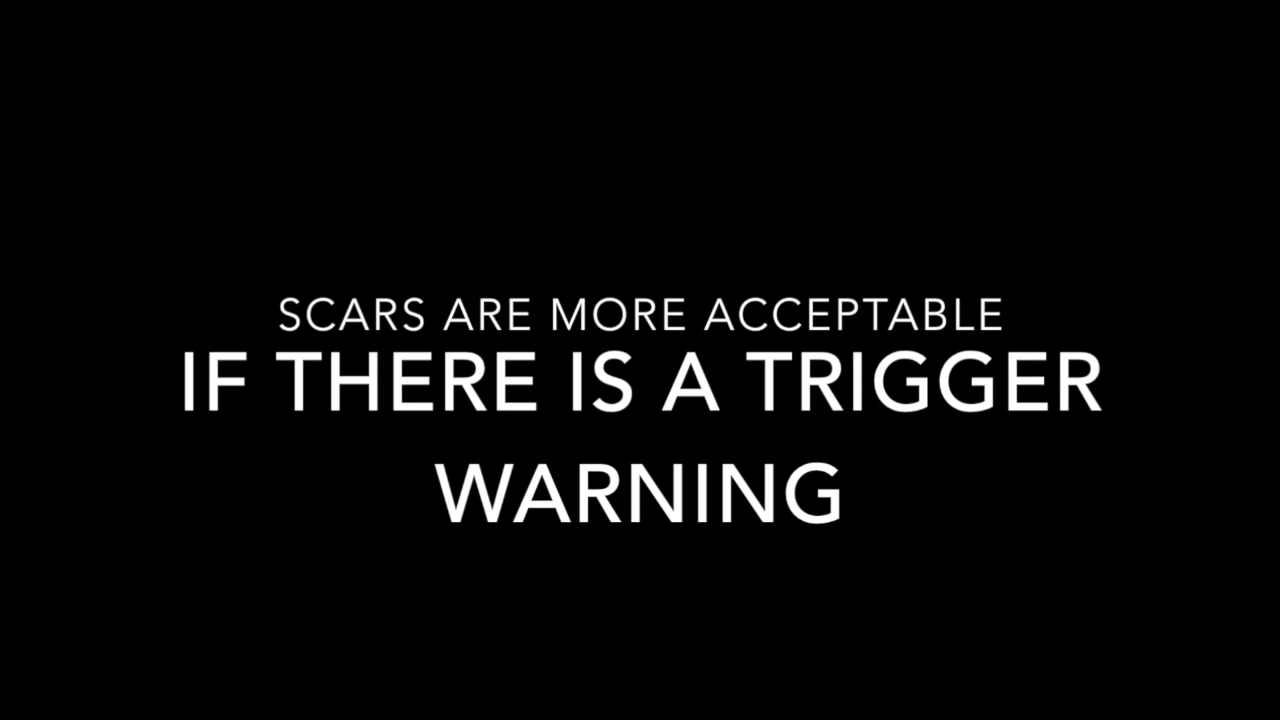 SCARS ARE MORE ACCEPTABLE
IF THERE IS A TRIGGER
WARNING